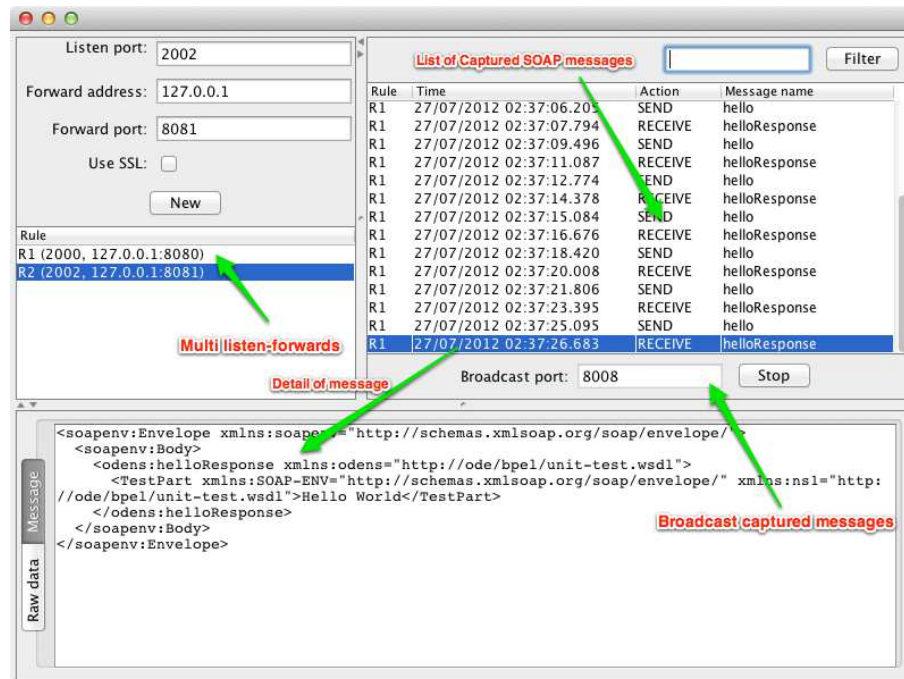 Listen port: 2002
Forward address: 127.0.0.1
Forward port: 8081
Use SSL:
New
Rule
R1 (2000, 127.0.0.1:8080)
R2 (2002, 127.0.0.1:8081)
Multi listen-forwards
List of Captured SOAP messages
Filter
Rule Time Action Message name
R1 27/07/2012 02:37:06.205 SEND hello
R1 27/07/2012 02:37:07.794 RECEIVE helloResponse
R1 27/07/2012 02:37:09.496 SEND hello
R1 27/07/2012 02:37:11.087 RECEIVE helloResponse
R1 27/07/2012 02:37:12.774 SEND hello
R1 27/07/2012 02:37:14.378 RECEIVE helloResponse
R1 27/07/2012 02:37:15.084 SEND hello
R1 27/07/2012 02:37:16.676 RECEIVE helloResponse
R1 27/07/2012 02:37:18.420 SEND hello
R1 27/07/2012 02:37:20.008 RECEIVE helloResponse
R1 27/07/2012 02:37:21.806 SEND hello
R1 27/07/2012 02:37:23.395 RECEIVE helloResponse
R1 27/07/2012 02:37:25.095 SEND hello
R1 27/07/2012 02:37:26.683 RECEIVE helloResponse
Detail of message
Broadcast port: 8008
Stop
Message
Raw data
<soapenv:Envelope xmlns:soapenv="http://schemas.xmlsoap.org/soap/envelope/">
<soapenv:Body>
<odens:helloResponse xmlns:odens="http://ode/bpel/unit-test.wsdl">
<TestPart xmlns:SOAP-ENV="http://schemas.xmlsoap.org/soap/envelope/" xmlns:ns1="http:
//ode/bpel/unit-test.wsdl">Hello World</TestPart>
</odens:helloResponse>
</soapenv:Body>
</soapenv:Envelope>
Broadcast captured messages